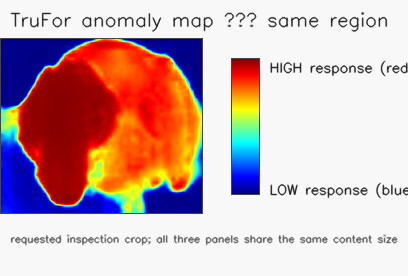 TruFor anomaly map ??? same region
HIGH response (red
LOW response (blue
requested inspection crop; all three panels share the same content size